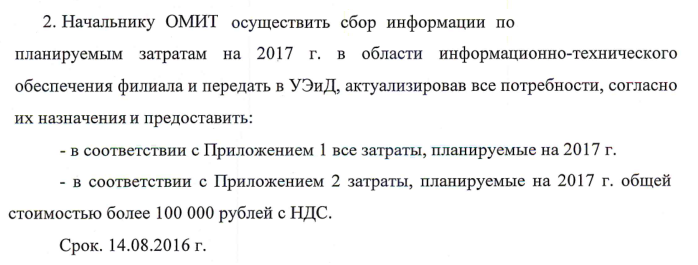 2. Начальнику ОМИТ осуществить сбор информации по
планируемым затратам на 2017 г. в области информационно-технического
обеспечения филиала и передать в УЭиД, актуализировав все потребности, согласно
их назначения и предоставить:
- в соответствии с Приложением 1 все затраты, планируемые на 2017 г.
- в соответствии с Приложением 2 затраты, планируемые на 2017 г. общей
стоимостью более 100 000 рублей с НДС.
Срок. 14.08.2016 г.